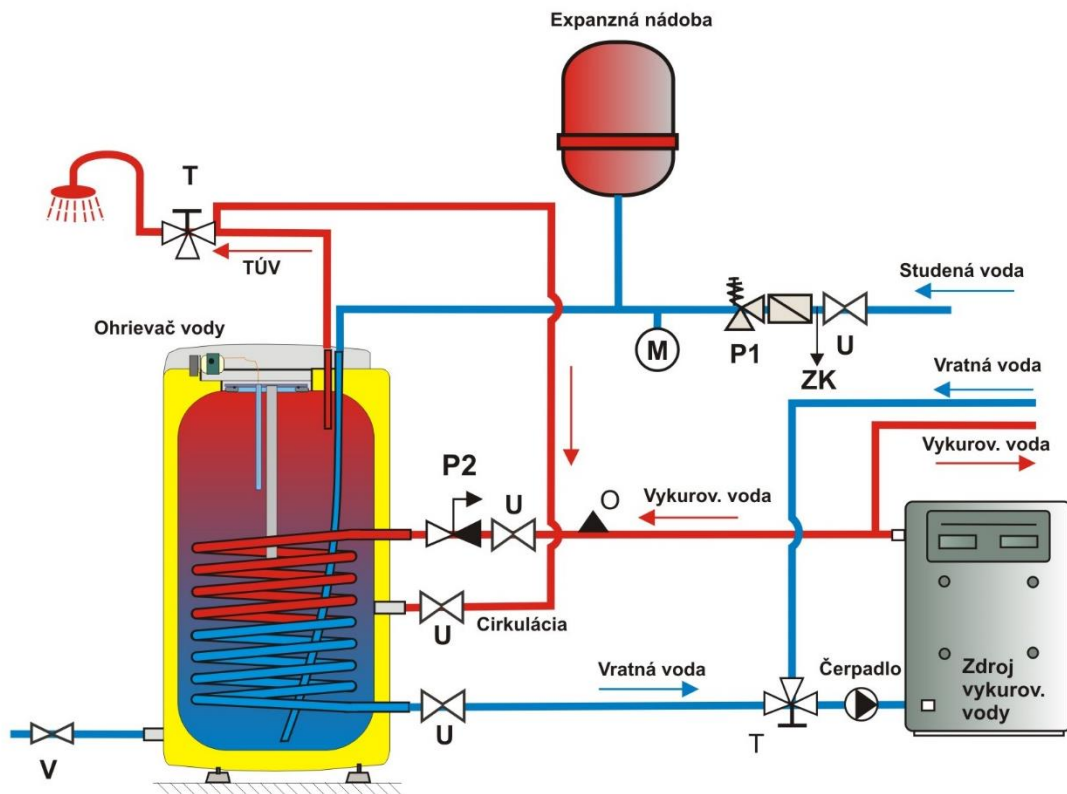 Expanzná nádoba
T
TÚV
Studená voda
Ohrievač vody
M
P1
U
ZK
Vratná voda
Vykurov. voda
P2
U
O
Vykurov. voda
U
Cirkulácia
Vratná voda
Čerpadlo
Zdroj
vykurov.
vody
U
T
V